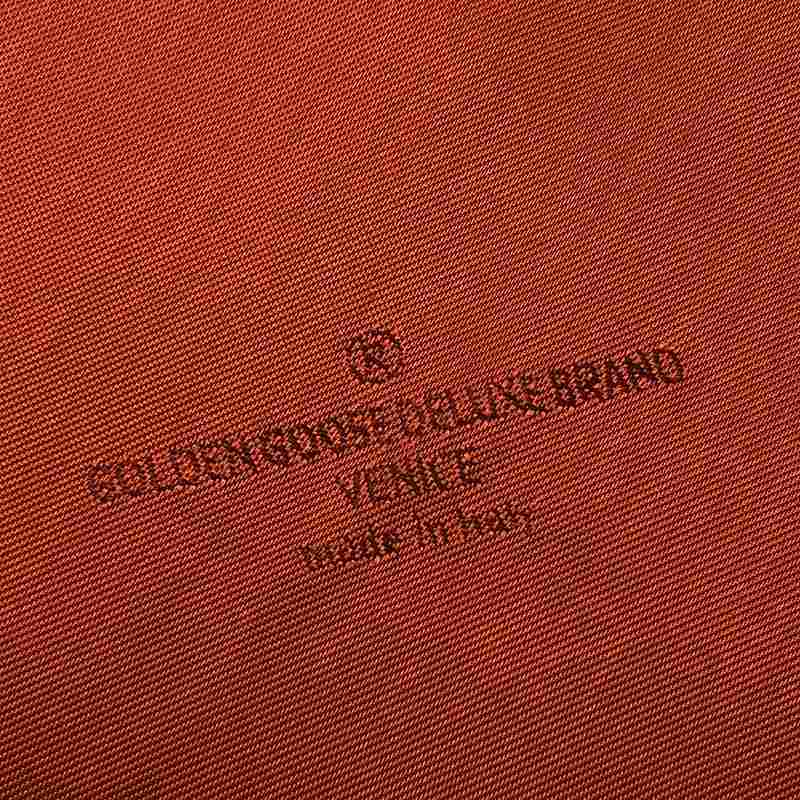 ®
GOLDEN GOOSE DELUXE BRAND
VENICE
made in Italy